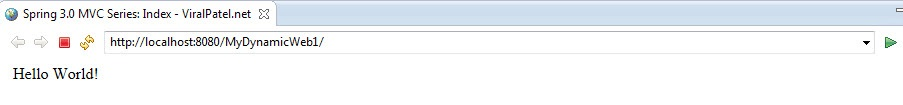 Spring 3.0 MVC Series: Index - ViralPatel.net
http://localhost:8080/MyDynamicWeb1/
Hello World!